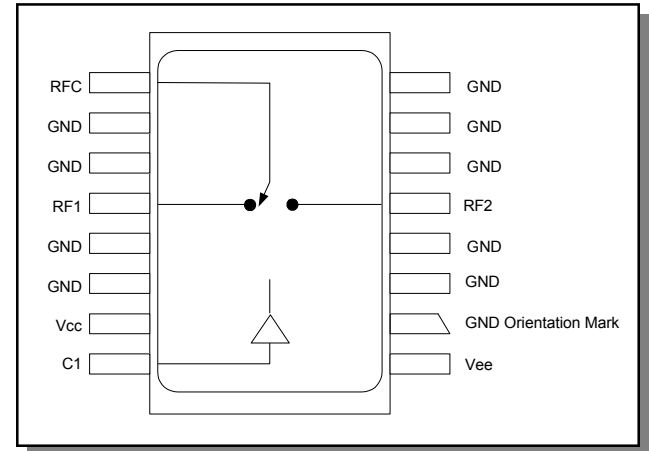 RFC
GND
GND
RF1
GND
GND
Vcc
C1
GND
GND
GND
RF2
GND
GND
GND Orientation Mark
Vee